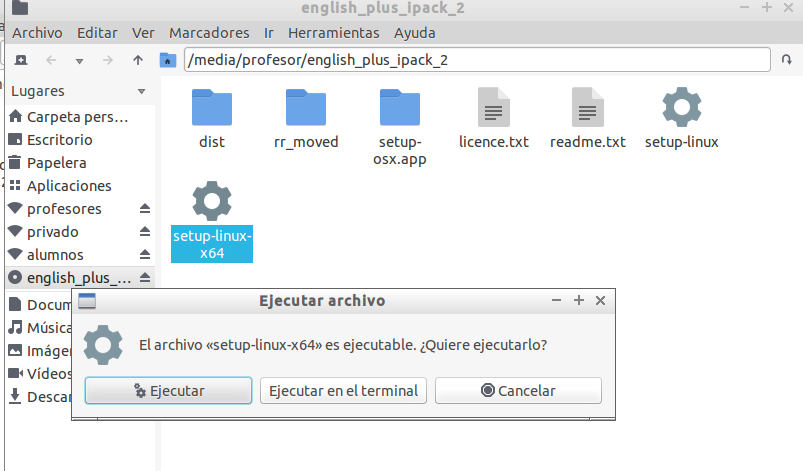 english_plus_ipack_2
Archivo Editar Ver Marcadores Ir Herramientas Ayuda
/media/profesor/english_plus_ipack_2
Lugares
Carpeta pers...
Escritorio
Papelera
Aplicaciones
profesores
privado
alumnos
english_plus_...
Docum
Música
Imágen
Vídeos
Descar
dist
rr_moved
setup-
osx.app
licence.txt
readme.txt
setup-linux
setup-linux-
x64
Ejecutar archivo
El archivo «setup-linux-x64» es ejecutable. ¿Quiere ejecutarlo?
Ejecutar
Ejecutar en el terminal
Cancelar